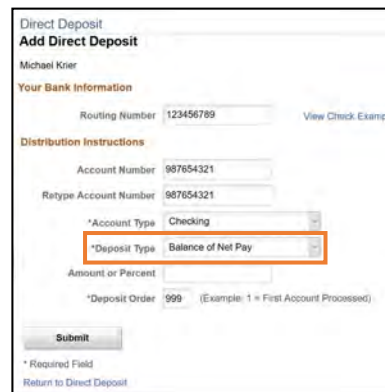 Direct Deposit
Add Direct Deposit
Michael Krier
Your Bank Information
Routing Number 123456789 View Check Examp
Distribution Instructions
Account Number 987654321
Retype Account Number 987654321
*Account Type Checking
*Deposit Type Balance of Net Pay
Amount or Percent
*Deposit Order 999 (Example: 1 = First Account Processed)
Submit
* Required Field
Return to Direct Deposit